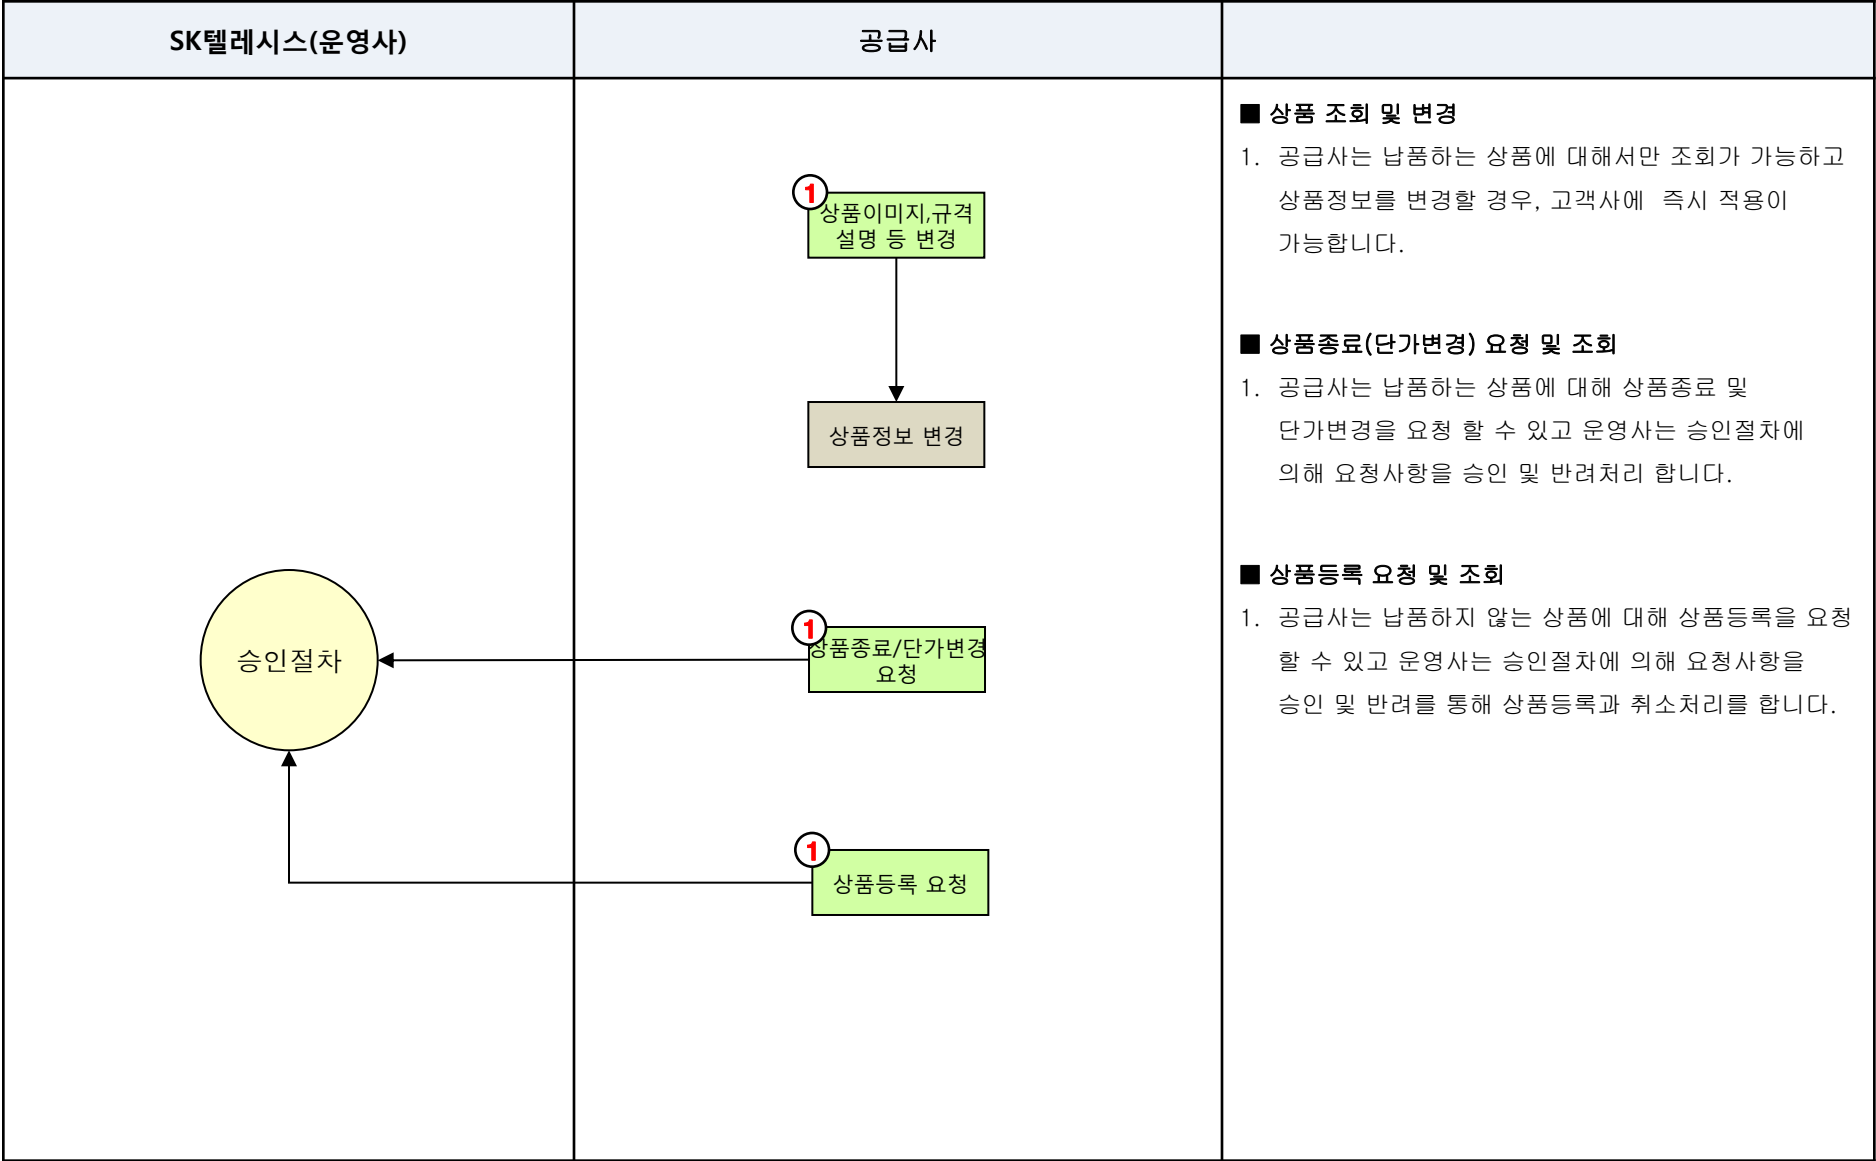 SK텔레시스(운영사)
공급사
1
상품이미지,규격
설명 등 변경
상품정보 변경
승인절차
1
상품종료/단가변경
요청
1
상품등록 요청
■ 상품 조회 및 변경
1. 공급사는 납품하는 상품에 대해서만 조회가 가능하고
상품정보를 변경할 경우, 고객사에 즉시 적용이
가능합니다.
■ 상품종료(단가변경) 요청 및 조회
1. 공급사는 납품하는 상품에 대해 상품종료 및
단가변경을 요청 할 수 있고 운영사는 승인절차에
의해 요청사항을 승인 및 반려처리 합니다.
■ 상품등록 요청 및 조회
1. 공급사는 납품하지 않는 상품에 대해 상품등록을 요청
할 수 있고 운영사는 승인절차에 의해 요청사항을
승인 및 반려를 통해 상품등록과 취소처리를 합니다.